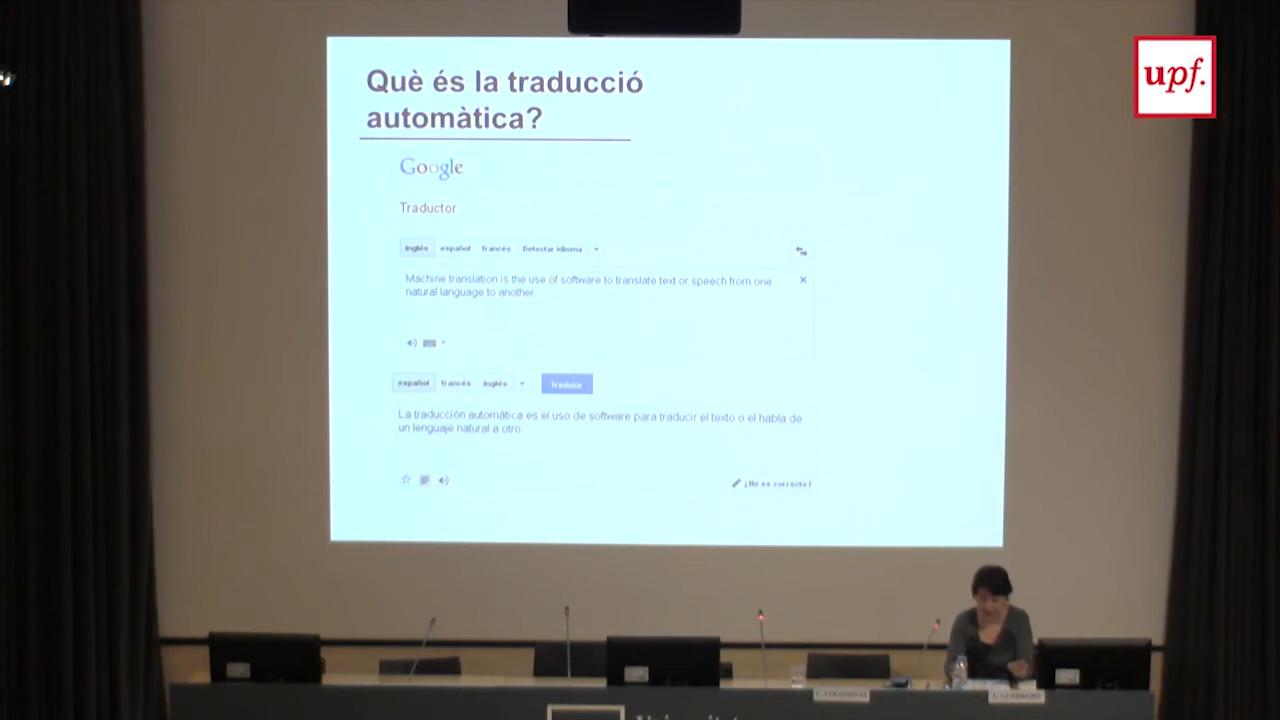 Què és la traducció
automàtica?
upf.
Google
Traductor
Inglés español francés Detectar idioma
Machine translation is the use of software to translate text or speech from one
natural language to another.
español francés Inglés Traducir
La traducción automática es el uso de software para traducir el texto o el habla de
un lenguaje natural a otro.
¿No es correcto?